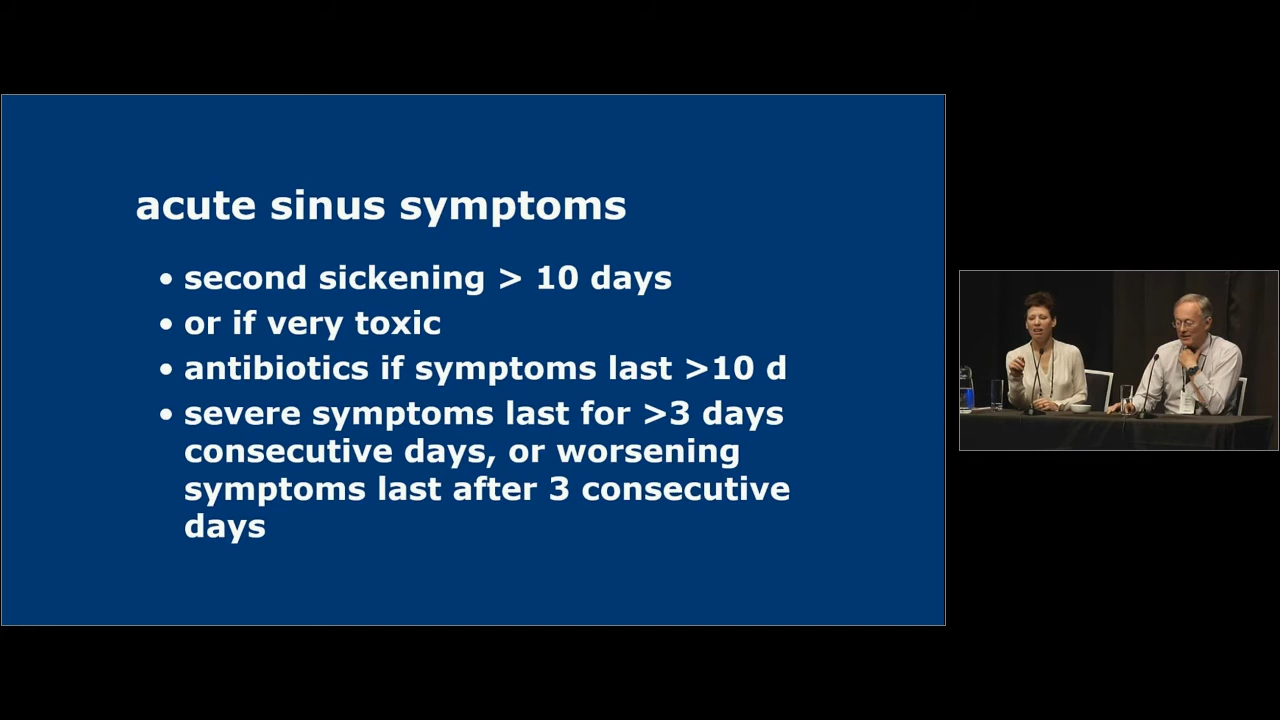 acute sinus symptoms
• second sickening > 10 days
• or if very toxic
• antibiotics if symptoms last >10 d
• severe symptoms last for >3 days
consecutive days, or worsening
symptoms last after 3 consecutive
days